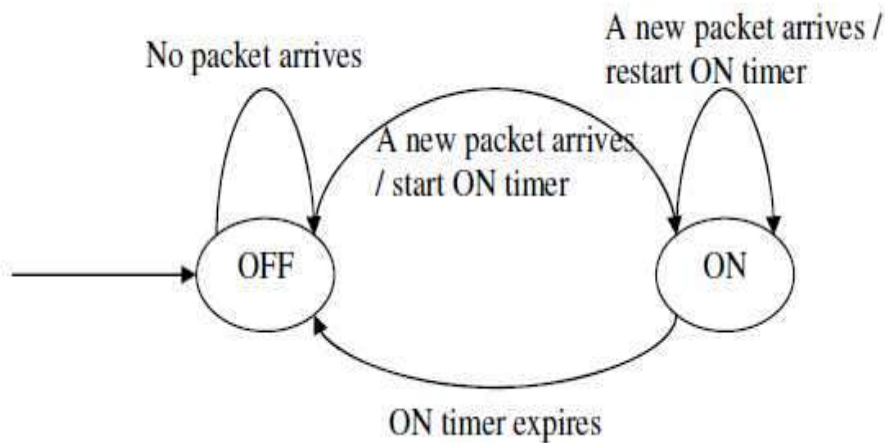 No packet arrives
A new packet arrives /
restart ON timer
A new packet arrives
/ start ON timer
OFF
ON
ON timer expires